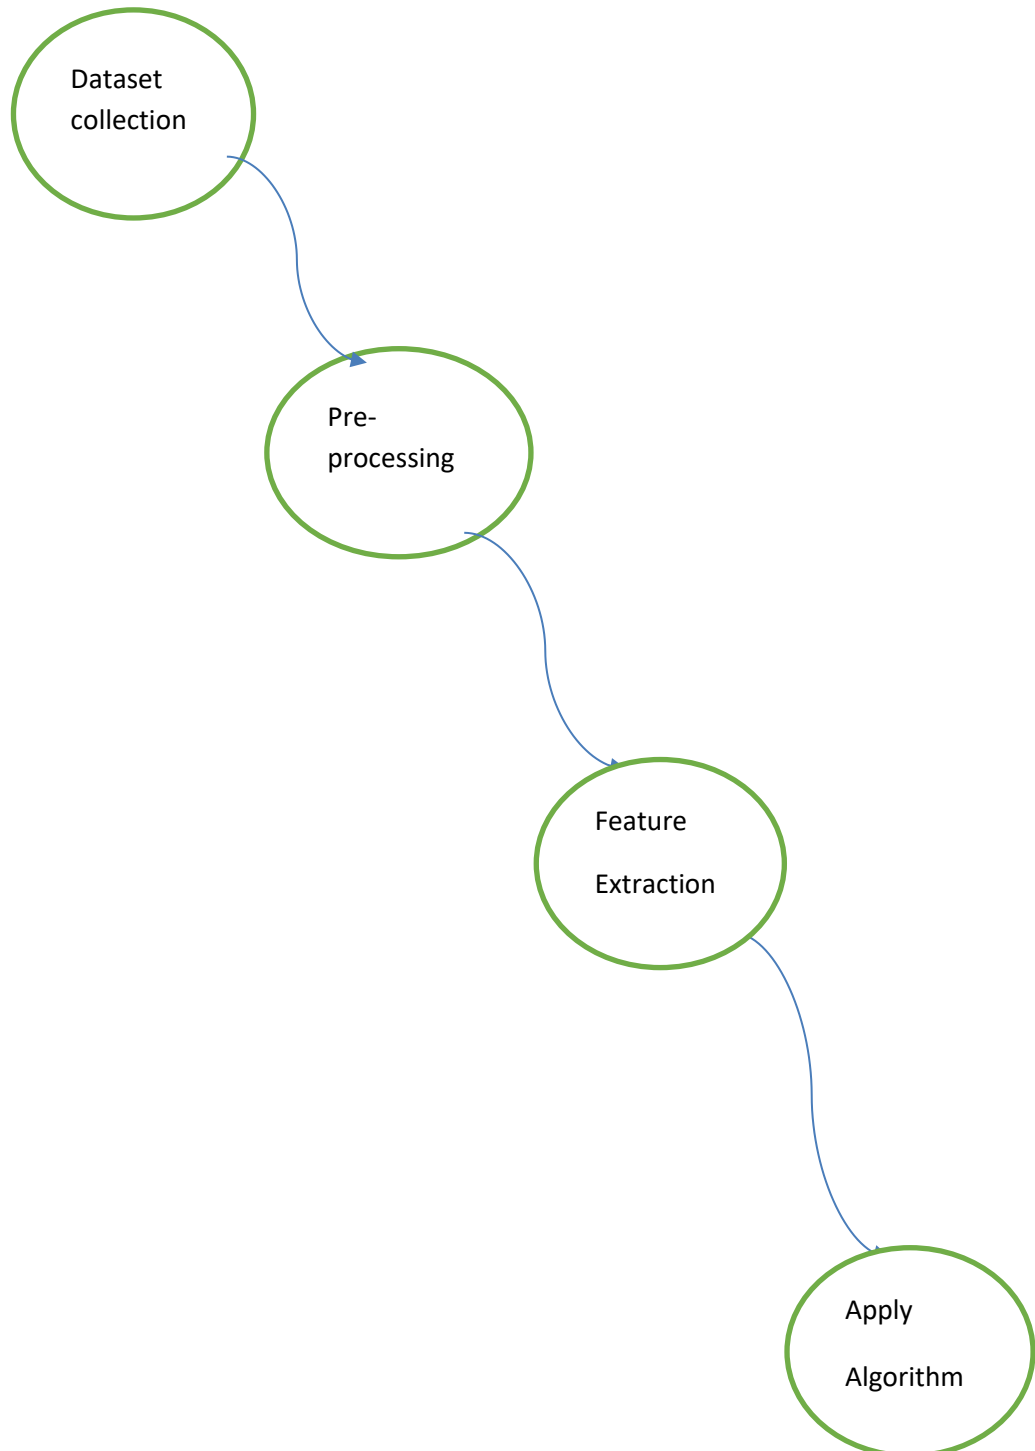 Dataset
collection
Pre-
processing
Feature
Extraction
Apply
Algorithm